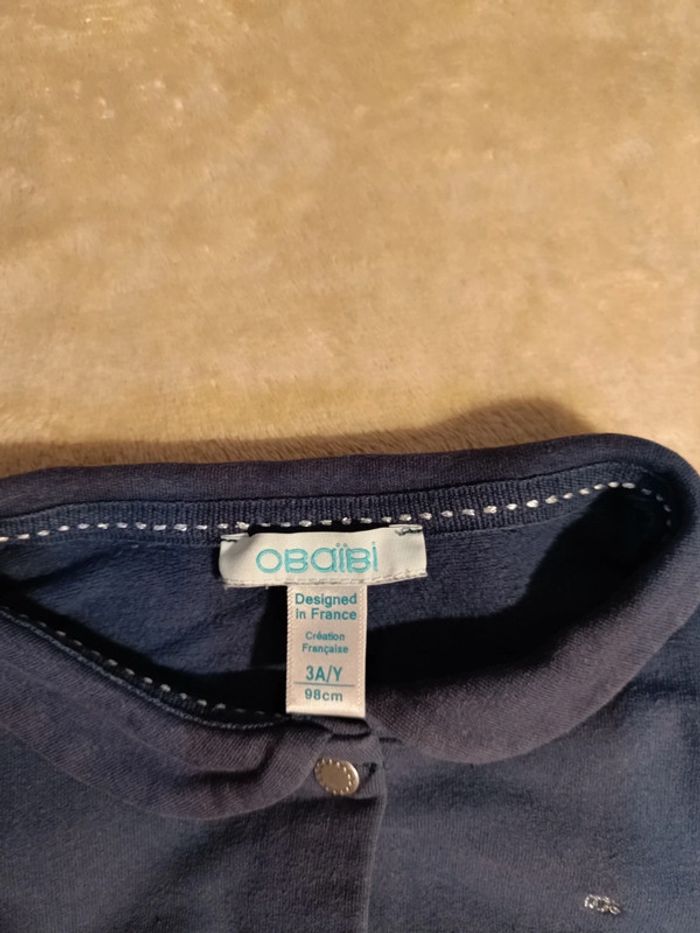 OBAÏBI
Designed
in France
Création
Française
3A/Y
98cm